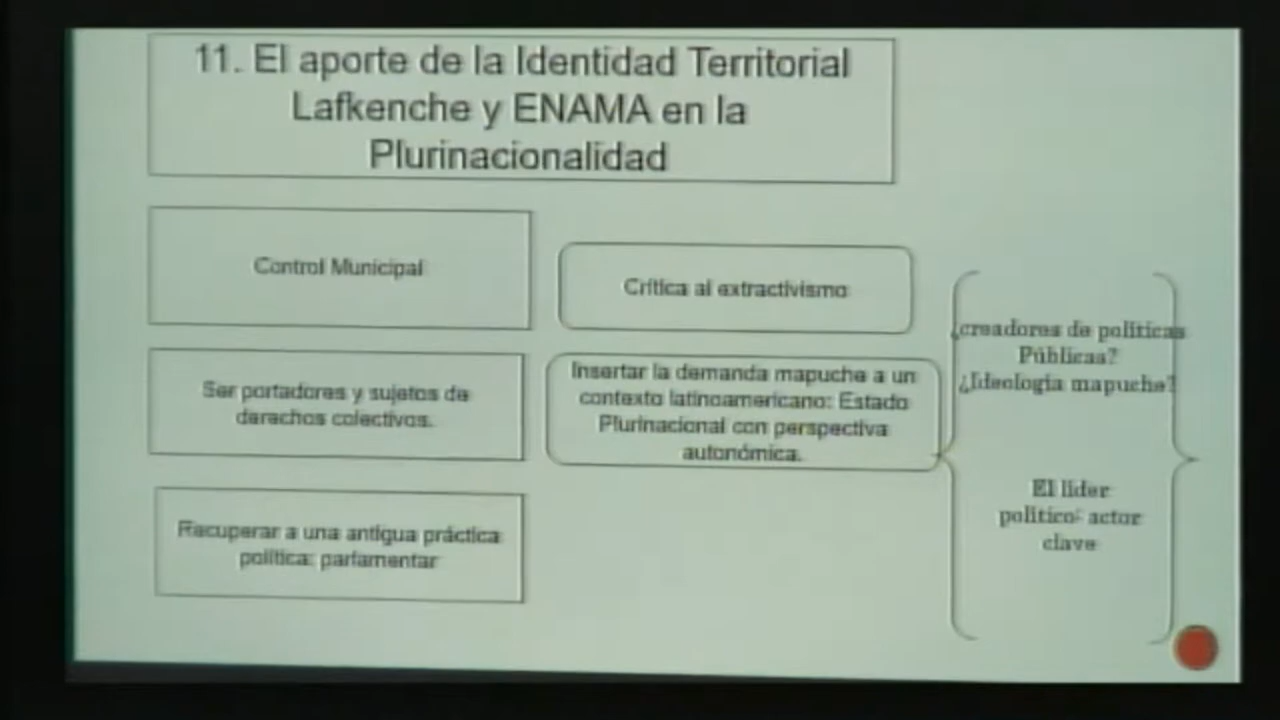 11. El aporte de la Identidad Territorial
Lafkenche y ENAMA en la
Plurinacionalidad
Control Municipal
Crítica al extractivismo
Ser portadores y sujetos de
derechos colectivos.
Insertar la demanda mapuche a un
contexto latinoamericano: Estado
Plurinacional con perspectiva
autonómica.
Recuperar a una antigua práctica
política: parlamentar
¿creadores de políticas
Públicas?
¿Ideología mapuche?
El líder
político: actor
clave